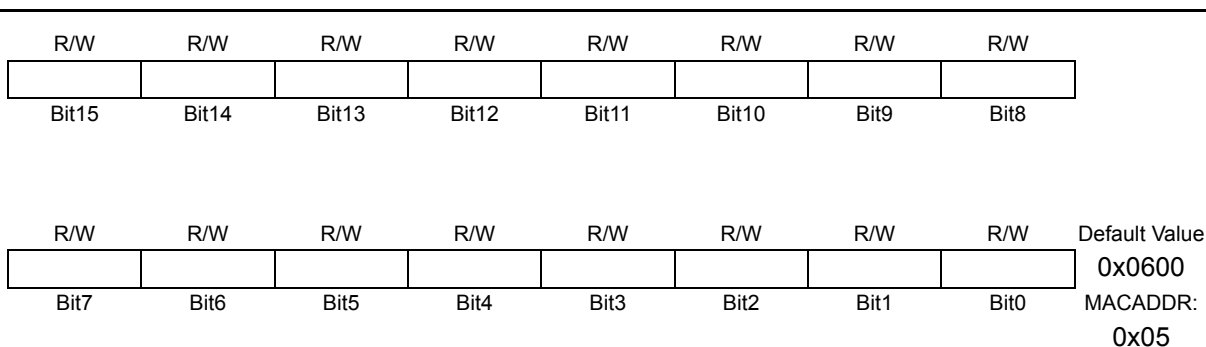 R/W R/W R/W R/W R/W R/W R/W R/W
Bit15 Bit14 Bit13 Bit12 Bit11 Bit10 Bit9 Bit8
R/W R/W R/W R/W R/W R/W R/W R/W Default Value
0x0600
Bit7 Bit6 Bit5 Bit4 Bit3 Bit2 Bit1 Bit0 MACADDR:
0x05